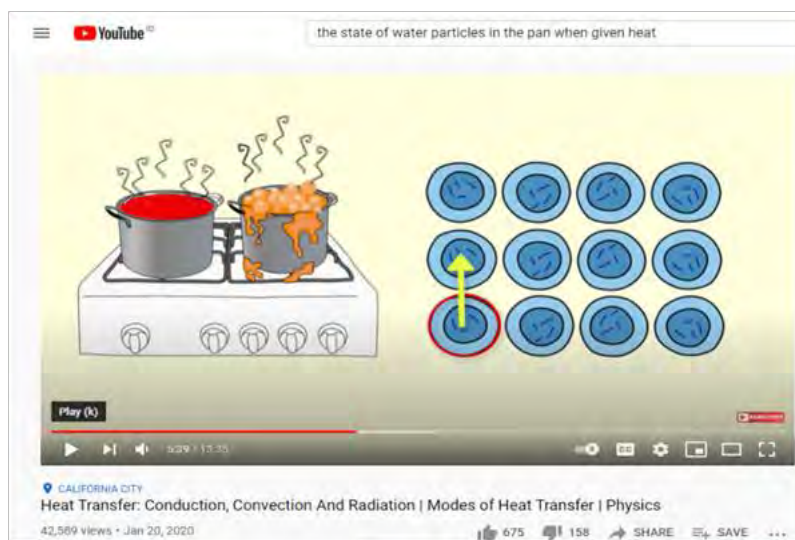 YouTube
the state of water particles in the pan when given heat
Play (k)
CALIFORNIA CITY
Heat Transfer: Conduction, Convection And Radiation | Modes of Heat Transfer | Physics
42,569 views • Jan 20, 2020
675
158
SHARE
SAVE